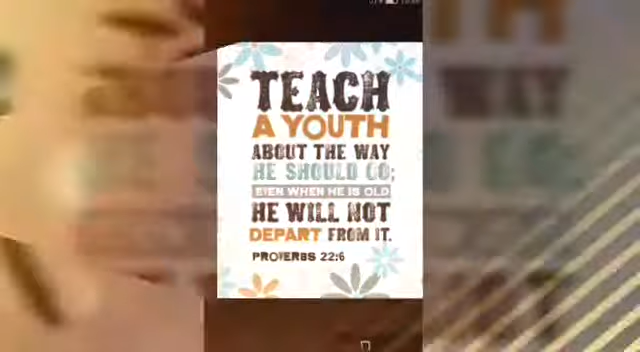 TEACH
A YOUTH
ABOUT THE WAY
HE SHOULD GO;
EVEN WHEN HE IS OLD
HE WILL NOT
DEPART FROM IT.
PROVERBS 22:6